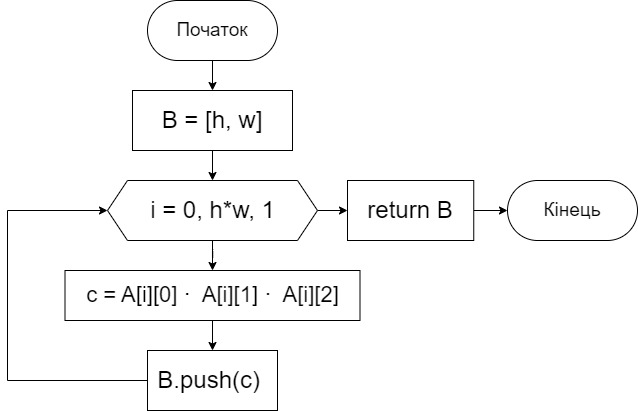 Початок
B = [h, w]
i = 0, h*w, 1
return B
Кінець
c = A[i][0] · A[i][1] · A[i][2]
B.push(c)